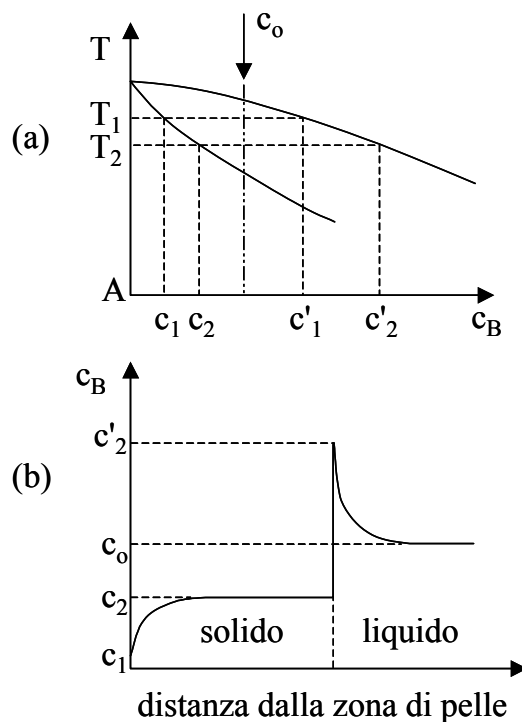 T
c₀
T₁
(a)
T₂
A
c₁ c₂ c'₁ c'₂ c_B
c_B
c'₂
(b)
c₀
c₂
solido liquido
c₁
distanza dalla zona di pelle